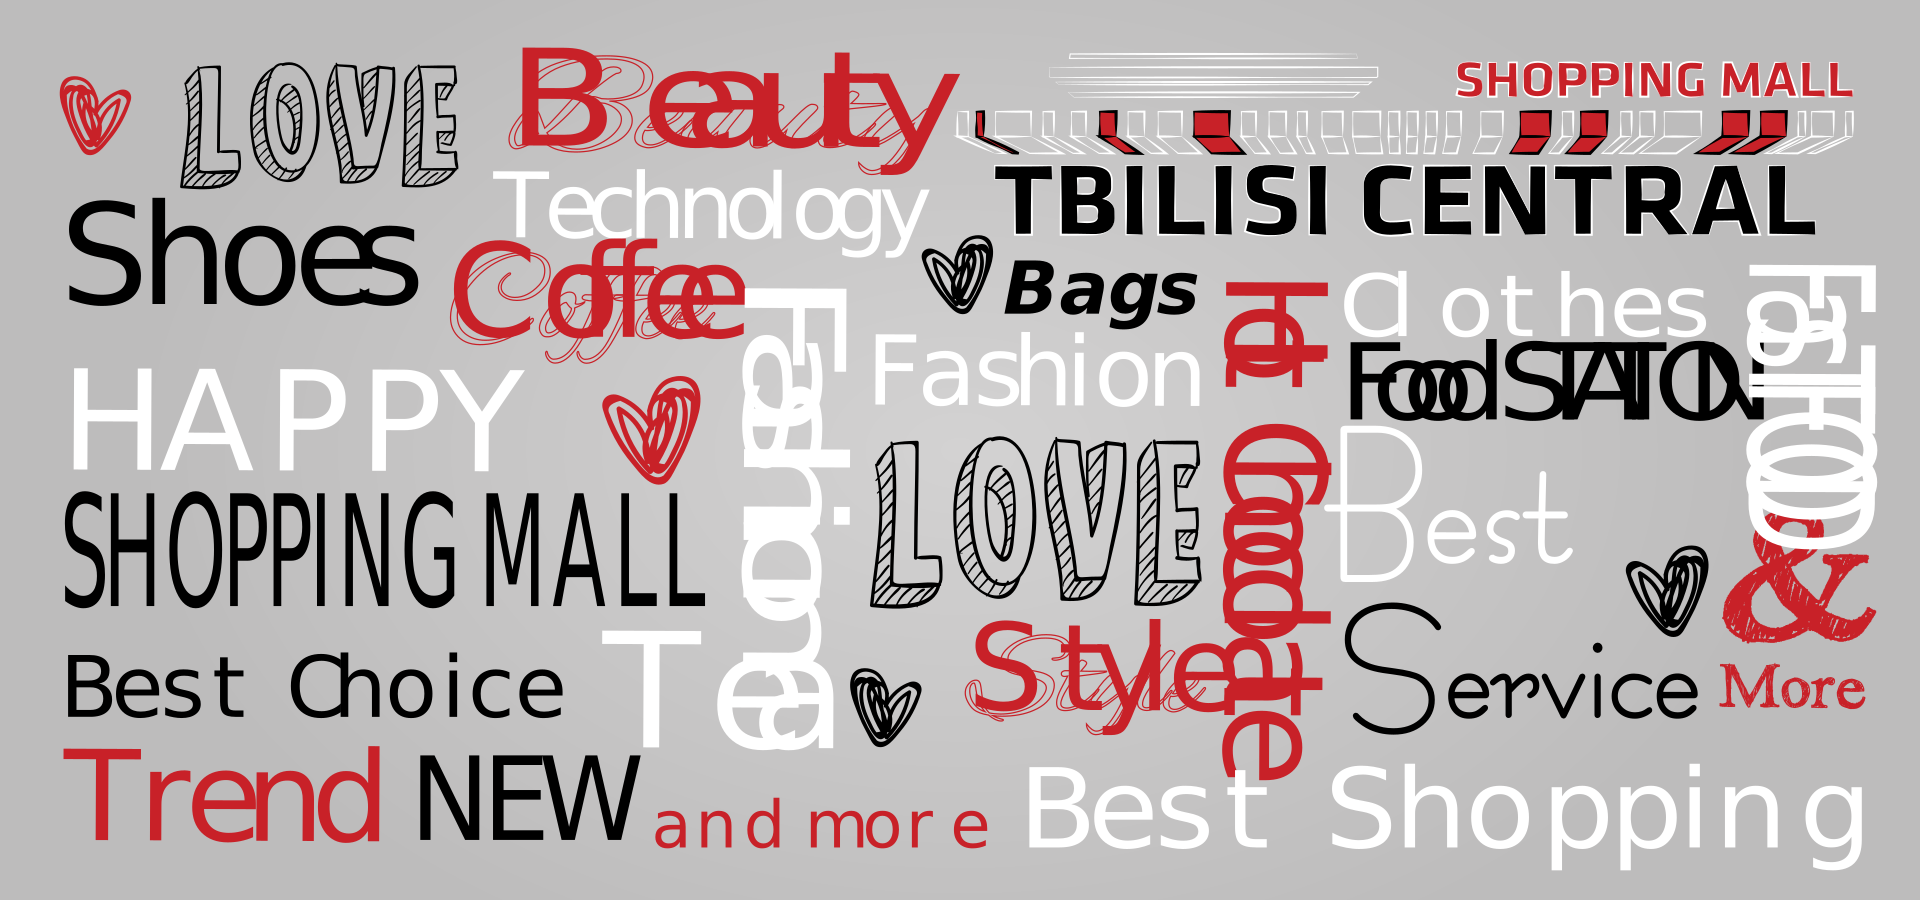 LOVE
Beauty
SHOPPING MALL
TBILISI CENTRAL
Technology
Shoes
Coffee
Bags
Clothes
Fashion
Food STATION
Fashion
Hot Chocolate
Fast FOOD
HAPPY
LOVE
Best
SHOPPING MALL
&
More
Service
Style
Best Choice
Tea
Trend
NEW
and more
Best Shopping